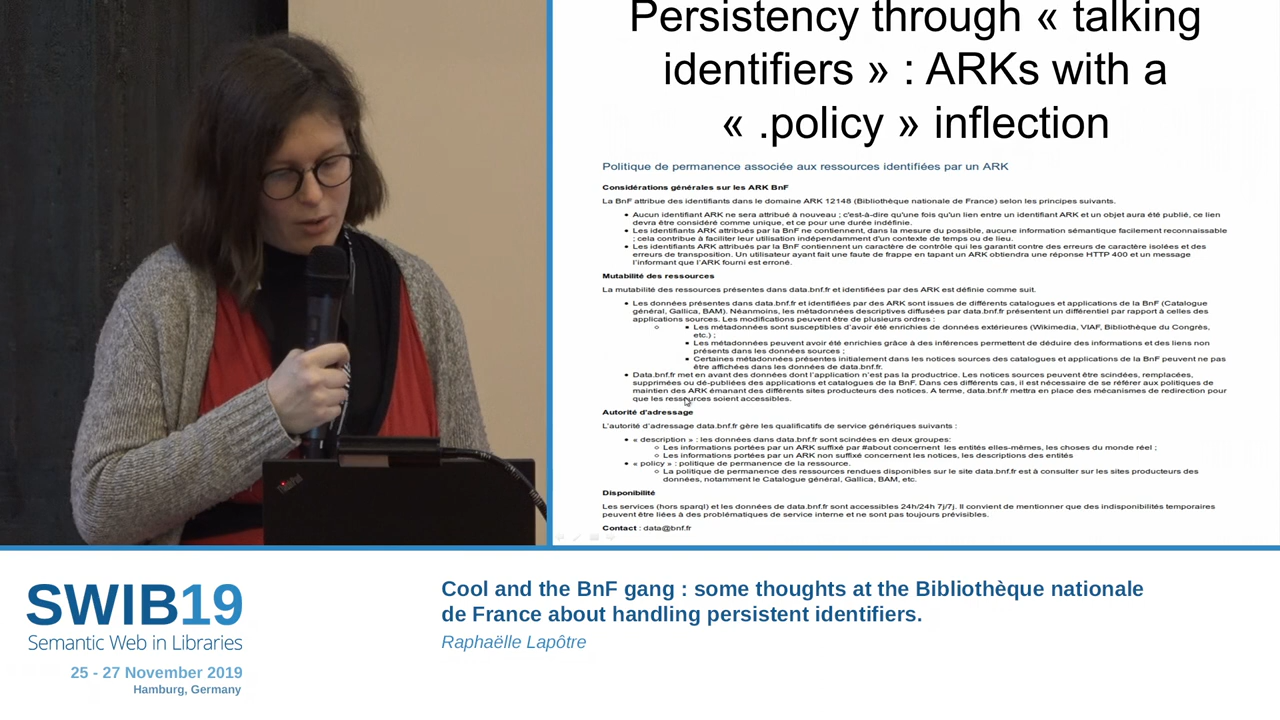 Persistency through « talking
identifiers » : ARKs with a
« .policy » inflection
Politique de permanence associée aux ressources identifiées par un ARK
Considérations générales sur les ARK BnF
La BnF attribue des identifiants dans le domaine ARK 12148 (Bibliothèque nationale de France) selon les principes suivants.
• Aucun identifiant ARK ne sera attribué à nouveau ; c'est-à-dire qu'une fois qu'un lien entre un identifiant ARK et un objet aura été publié, ce lien
devra être considéré comme unique, et ce pour une durée indéfinie.
• Les identifiants ARK attribués par la BnF ne contiennent, dans la mesure du possible, aucune information sémantique facilement reconnaissable
; cela contribue à faciliter leur utilisation indépendamment d'un contexte de temps ou de lieu.
• Les identifiants ARK attribués par la BnF contiennent un caractère de contrôle qui les garantit contre des erreurs de caractère isolées et des
erreurs de transposition. Un utilisateur ayant fait une faute de frappe en tapant un ARK obtiendra une réponse HTTP 400 et un message
l'informant que l'ARK fourni est erroné.
Mutabilité des ressources
La mutabilité des ressources présentes dans data.bnf.fr et identifiées par des ARK est définie comme suit.
• Les données présentes dans data.bnf.fr et identifiées par des ARK sont issues de différents catalogues et applications de la BnF (Catalogue
général, Gallica, BAM). Néanmoins, les métadonnées descriptives diffusées par data.bnf.fr présentent un différentiel par rapport à celles des
applications sources. Les modifications peuvent être de plusieurs ordres :
○ • Les métadonnées sont susceptibles d'avoir été enrichies de données extérieures (Wikimedia, VIAF, Bibliothèque du Congrès,
etc.) ;
• Les métadonnées peuvent avoir été enrichies grâce à des inférences permettent de déduire des informations et des liens non
présents dans les données sources ;
• Certaines métadonnées présentes initialement dans les notices sources des catalogues et applications de la BnF peuvent ne pas
être affichées dans les données de data.bnf.fr.
• Data.bnf.fr met en avant des données dont l'application n'est pas la productrice. Les notices sources peuvent être scindées, remplacées,
supprimées ou dé-publiées des applications et catalogues de la BnF. Dans ces différents cas, il est nécessaire de se référer aux politiques de
maintien des ARK émanant des différents sites producteurs des notices. A terme, data.bnf.fr mettra en place des mécanismes de redirection pour
que les ressources soient accessibles.
Autorité d'adressage
L'autorité d'adressage data.bnf.fr gère les qualificatifs de service génériques suivants :
• « description » : les données dans data.bnf.fr sont scindées en deux groupes:
○ Les informations portées par un ARK suffixé par #about concernent les entités elles-mêmes, les choses du monde réel ;
○ Les informations portées par un ARK non suffixé concernent les notices, les descriptions des entités
• « policy » : politique de permanence de la ressource.
○ La politique de permanence des ressources rendues disponibles sur le site data.bnf.fr est à consulter sur les sites producteurs des
données, notamment le Catalogue général, Gallica, BAM, etc.
Disponibilité
Les services (hors sparql) et les données de data.bnf.fr sont accessibles 24h/24h 7j/7j. Il convient de mentionner que des indisponibilités temporaires
peuvent être liées à des problématiques de service interne et ne sont pas toujours prévisibles.
Contact : data@bnf.fr
SWIB19
Semantic Web in Libraries
25 - 27 November 2019
Hamburg, Germany
Cool and the BnF gang : some thoughts at the Bibliothèque nationale
de France about handling persistent identifiers.
Raphaëlle Lapôtre